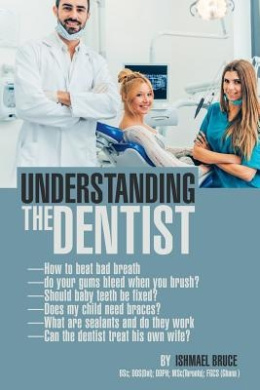 UNDERSTANDING
THE DENTIST
—How to beat bad breath
—do your gums bleed when you brush?
—Should baby teeth be fixed?
—Does my child need braces?
—What are sealants and do they work
—Can the dentist treat his own wife?
BY ISHMAEL BRUCE
BSc; DDS(Dal); DDPH; MSc(Toronto); FGCS (Ghana)